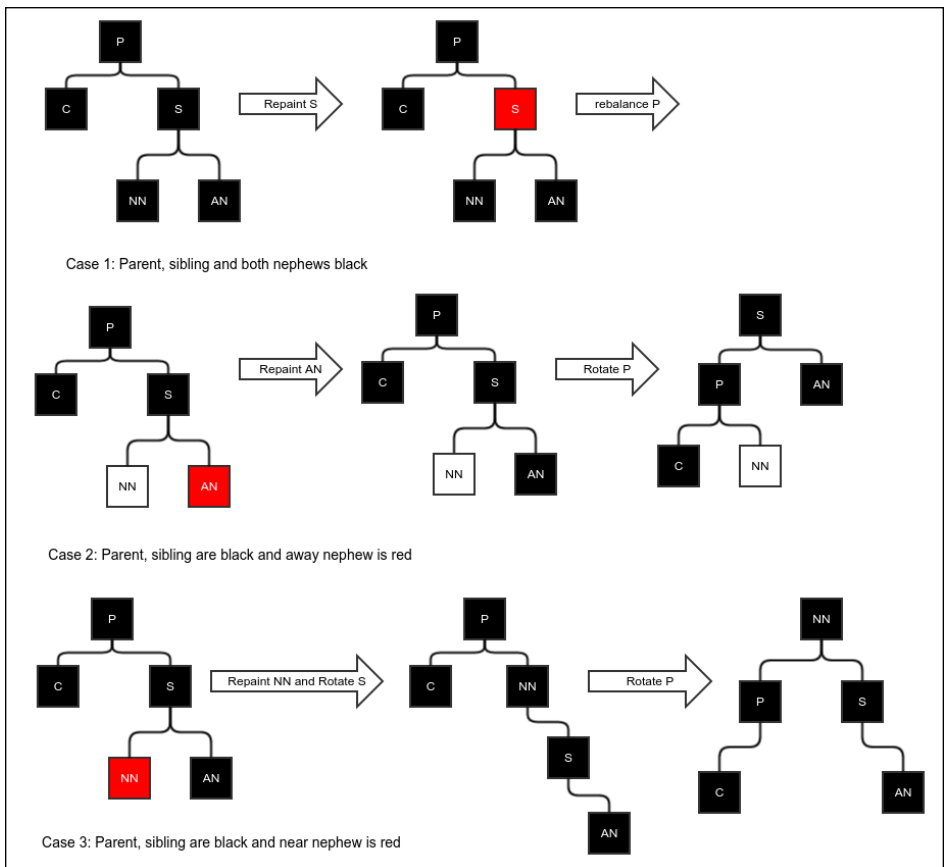 P P
C S Repaint S C S rebalance P
NN AN NN AN
Case 1: Parent, sibling and both nephews black
S
P P
C S Repaint AN C S Rotate P P AN
NN AN NN AN C NN
Case 2: Parent, sibling are black and away nephew is red
P P NN
C S Repaint NN and Rotate S C NN Rotate P P S
NN AN S C AN
AN
Case 3: Parent, sibling are black and near nephew is red